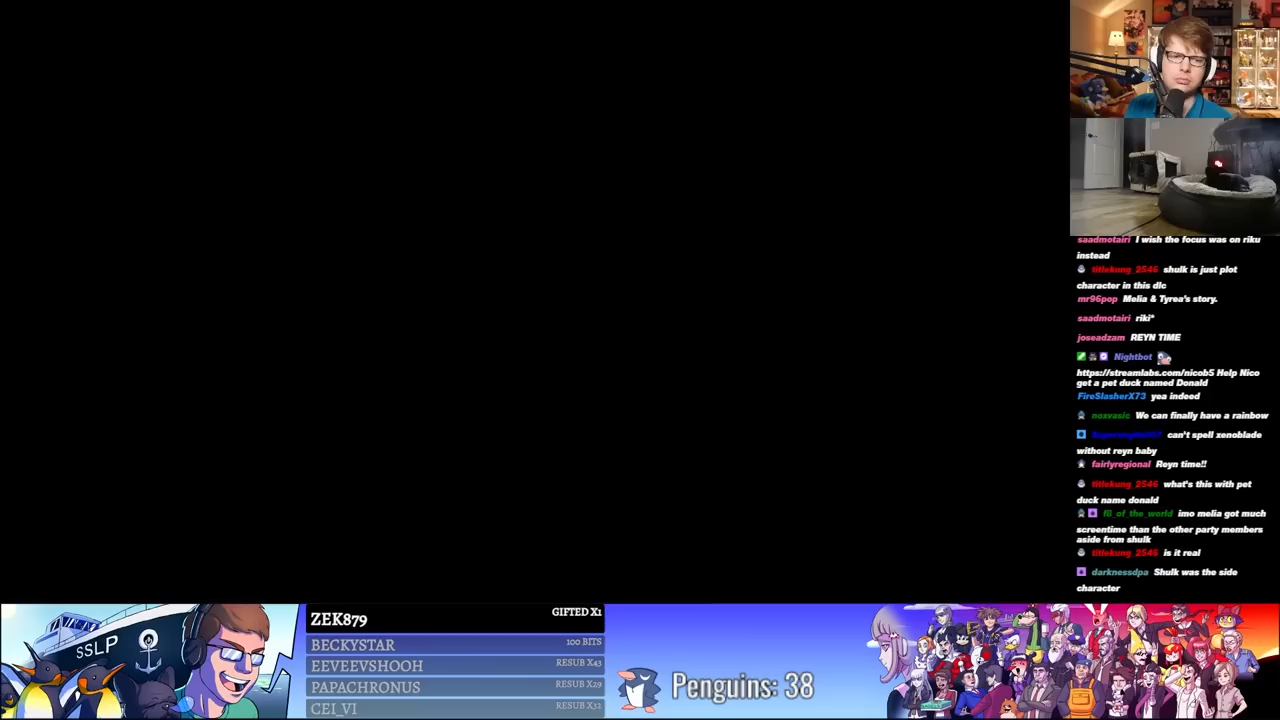 saadmotairi I wish the focus was on riku
instead
titlekung_2546 shulk is just plot
character in this dlc
mr96pop Melia & Tyrea's story.
saadmotairi riki*
joseadzam REYN TIME
Nightbot
https://streamlabs.com/nicob5 Help Nico
get a pet duck named Donald
FireSlasherX73 yea indeed
noxvasic We can finally have a rainbow
can't spell xenoblade
without reyn baby
fairlyregional Reyn time!!
titlekung_2546 what's this with pet
duck name donald
fil_of_the_world imo melia got much
screentime than the other party members
aside from shulk
titlekung_2546 is it real
darknessdpa Shulk was the side
character
SSLP
ZEK879 GIFTED X1
BECKYSTAR 100 BITS
EEVEEVSHOOH RESUB X43
PAPACHRONUS RESUB X29
CEI_VI RESUB X32
Penguins: 38